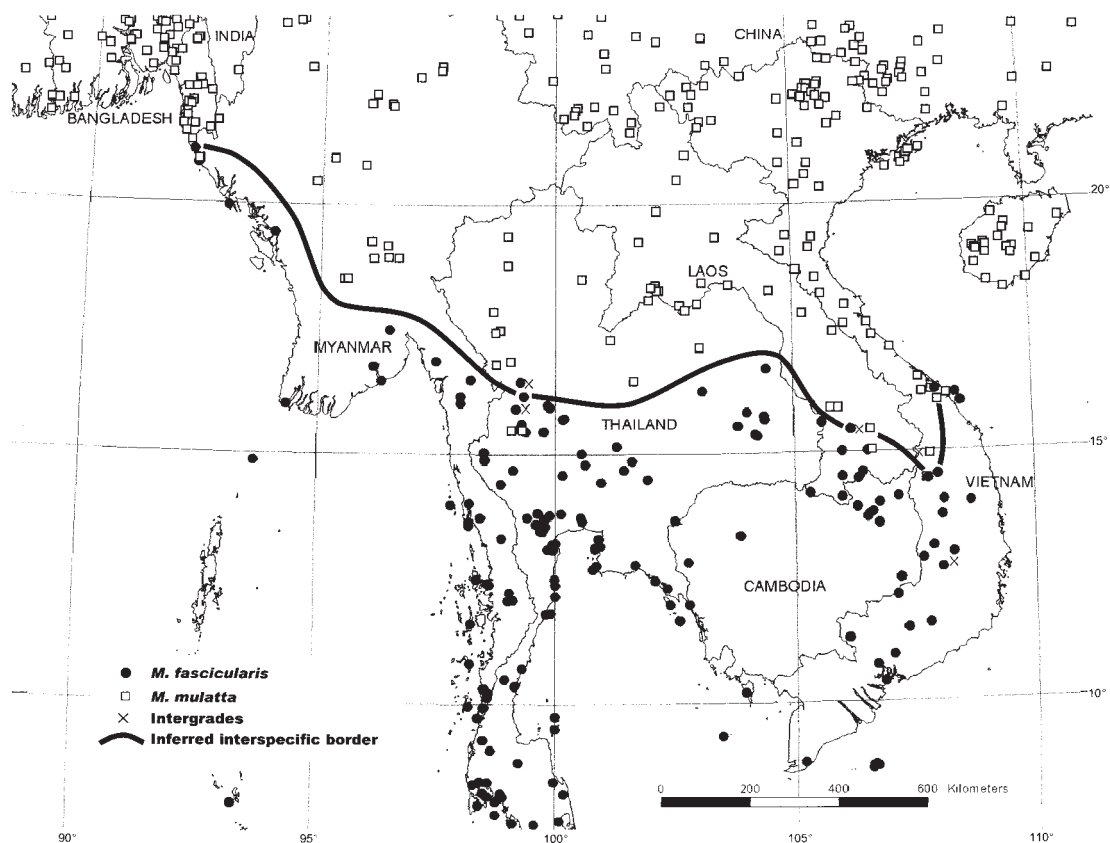 INDIA
CHINA
BANGLADESH
20°
LAOS
MYANMAR
THAILAND
15°
VIETNAM
CAMBODIA
M. fascicularis
M. mulatta
Intergrades
Inferred interspecific border
10°
0 200 400 600 Kilometers
90° 95° 100° 105° 110°